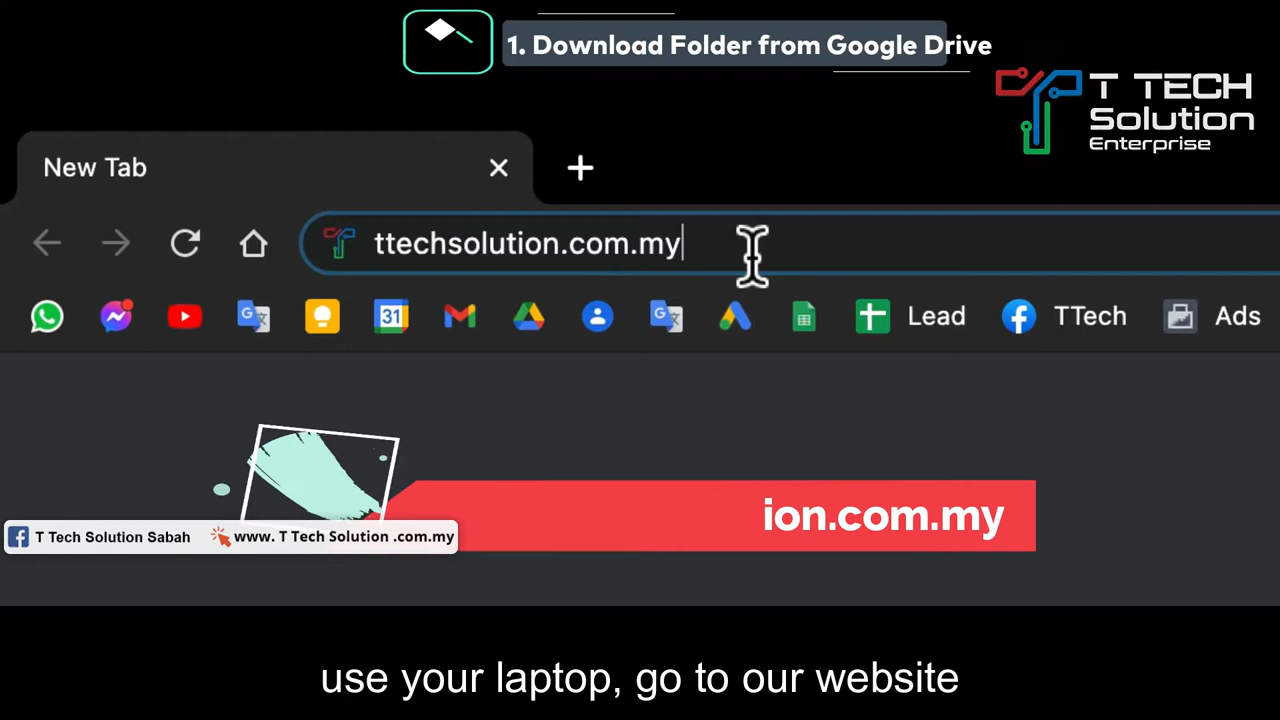 1. Download Folder from Google Drive
T TECH
Solution
Enterprise
New Tab
ttechsolution.com.my
31
Lead
TTech
Ads
ion.com.my
T Tech Solution Sabah
www. T Tech Solution .com.my
use your laptop, go to our website